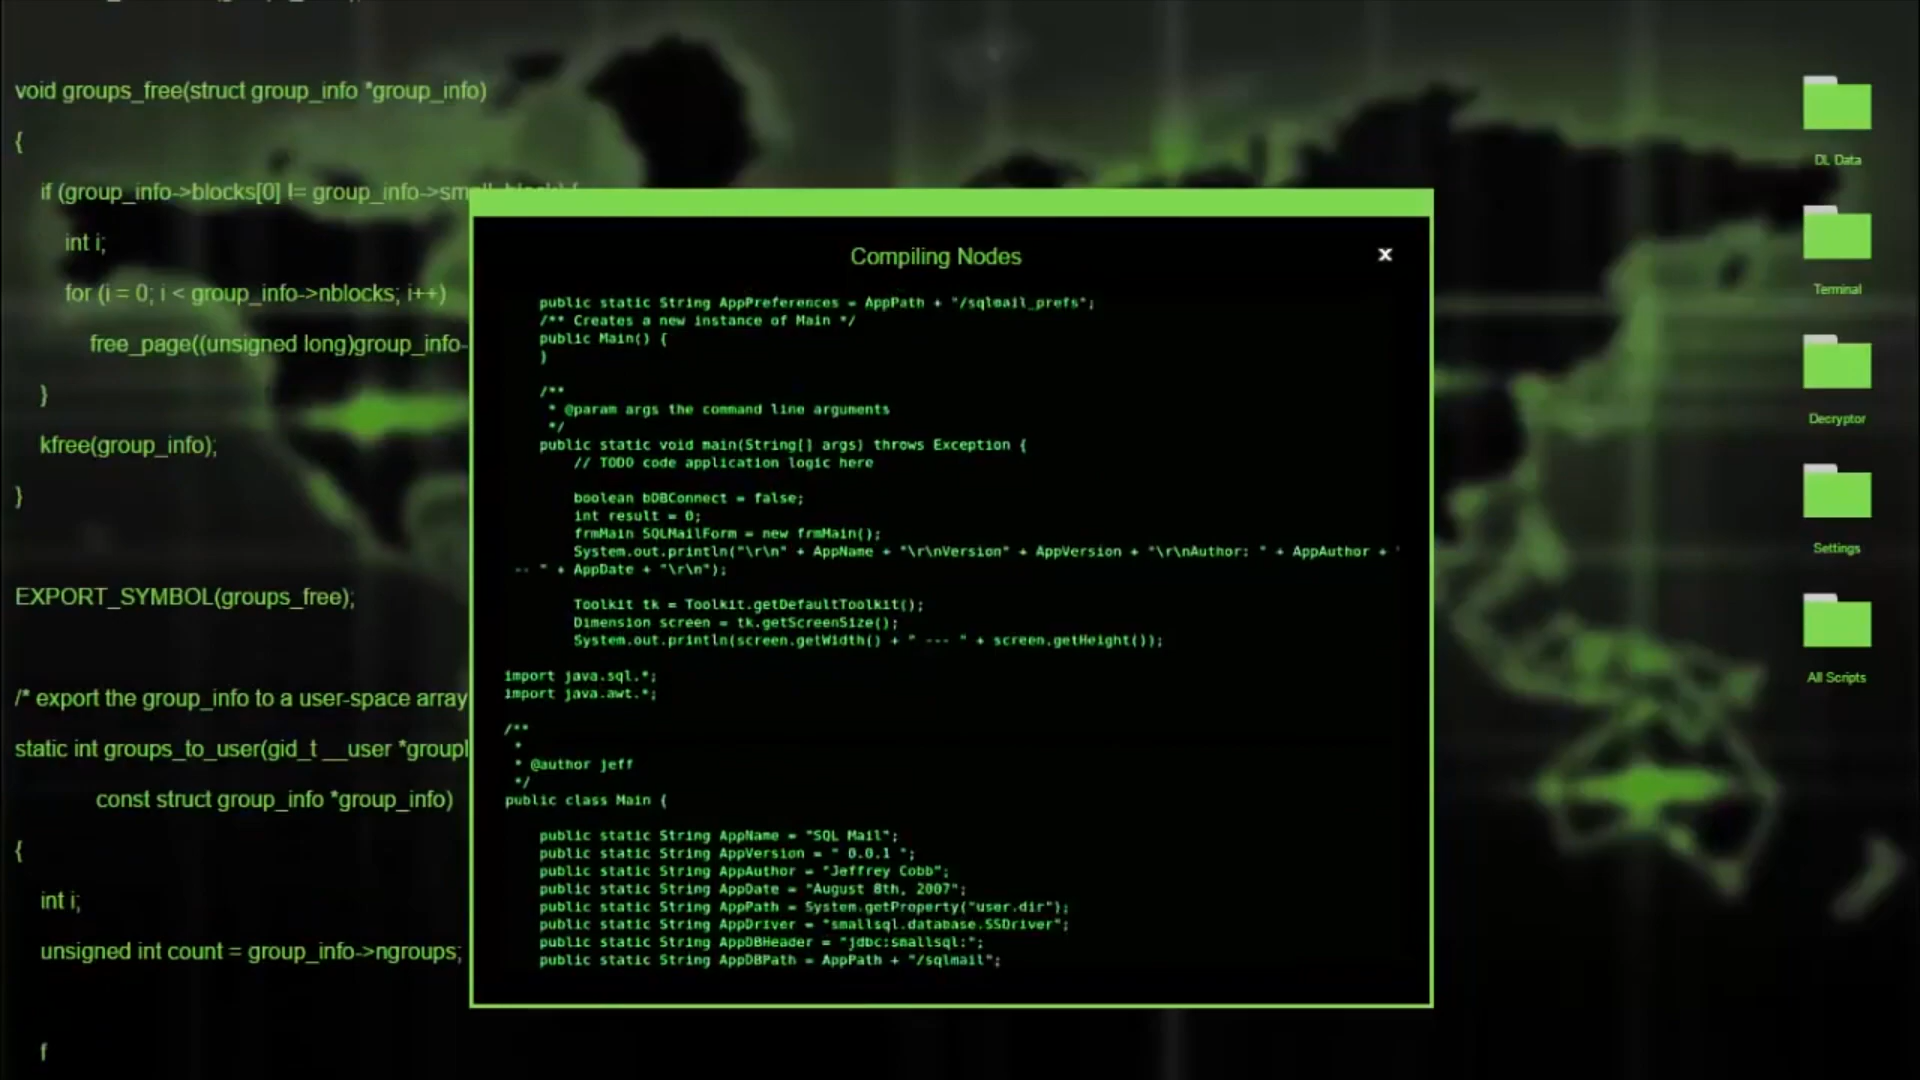 void groups_free(struct group_info *group_info)
{
if (group_info->blocks[0] != group_info->small_block) {
int i;
for (i = 0; i < group_info->nblocks; i++)
free_page((unsigned long)group_info-
}
kfree(group_info);
}
EXPORT_SYMBOL(groups_free);
/* export the group_info to a user-space array
static int groups_to_user(gid_t __user *groupl
const struct group_info *group_info)
{
int i;
unsigned int count = group_info->ngroups;
f
Compiling Nodes
x
public static String AppPreferences = AppPath + "/sqlmail_prefs";
/** Creates a new instance of Main */
public Main() {
}
/**
* @param args the command line arguments
*/
public static void main(String[] args) throws Exception {
// TODO code application logic here
boolean bDBConnect = false;
int result = 0;
frmMain SQLMailForm = new frmMain();
System.out.println("\r\n" + AppName + "\r\nVersion" + AppVersion + "\r\nAuthor: " + AppAuthor + "
-- " + AppDate + "\r\n");
Toolkit tk = Toolkit.getDefaultToolkit();
Dimension screen = tk.getScreenSize();
System.out.println(screen.getWidth() + " --- " + screen.getHeight());
import java.sql.*;
import java.awt.*;
/**
*
* @author jeff
*/
public class Main {
public static String AppName = "SQL Mail";
public static String AppVersion = " 0.0.1 ";
public static String AppAuthor = "Jeffrey Cobb";
public static String AppDate = "August 8th, 2007";
public static String AppPath = System.getProperty("user.dir");
public static String AppDriver = "smallsql.database.SSDriver";
public static String AppDBHeader = "jdbc:smallsql:";
public static String AppDBPath = AppPath + "/sqlmail";
DL Data
Terminal
Decryptor
Settings
All Scripts